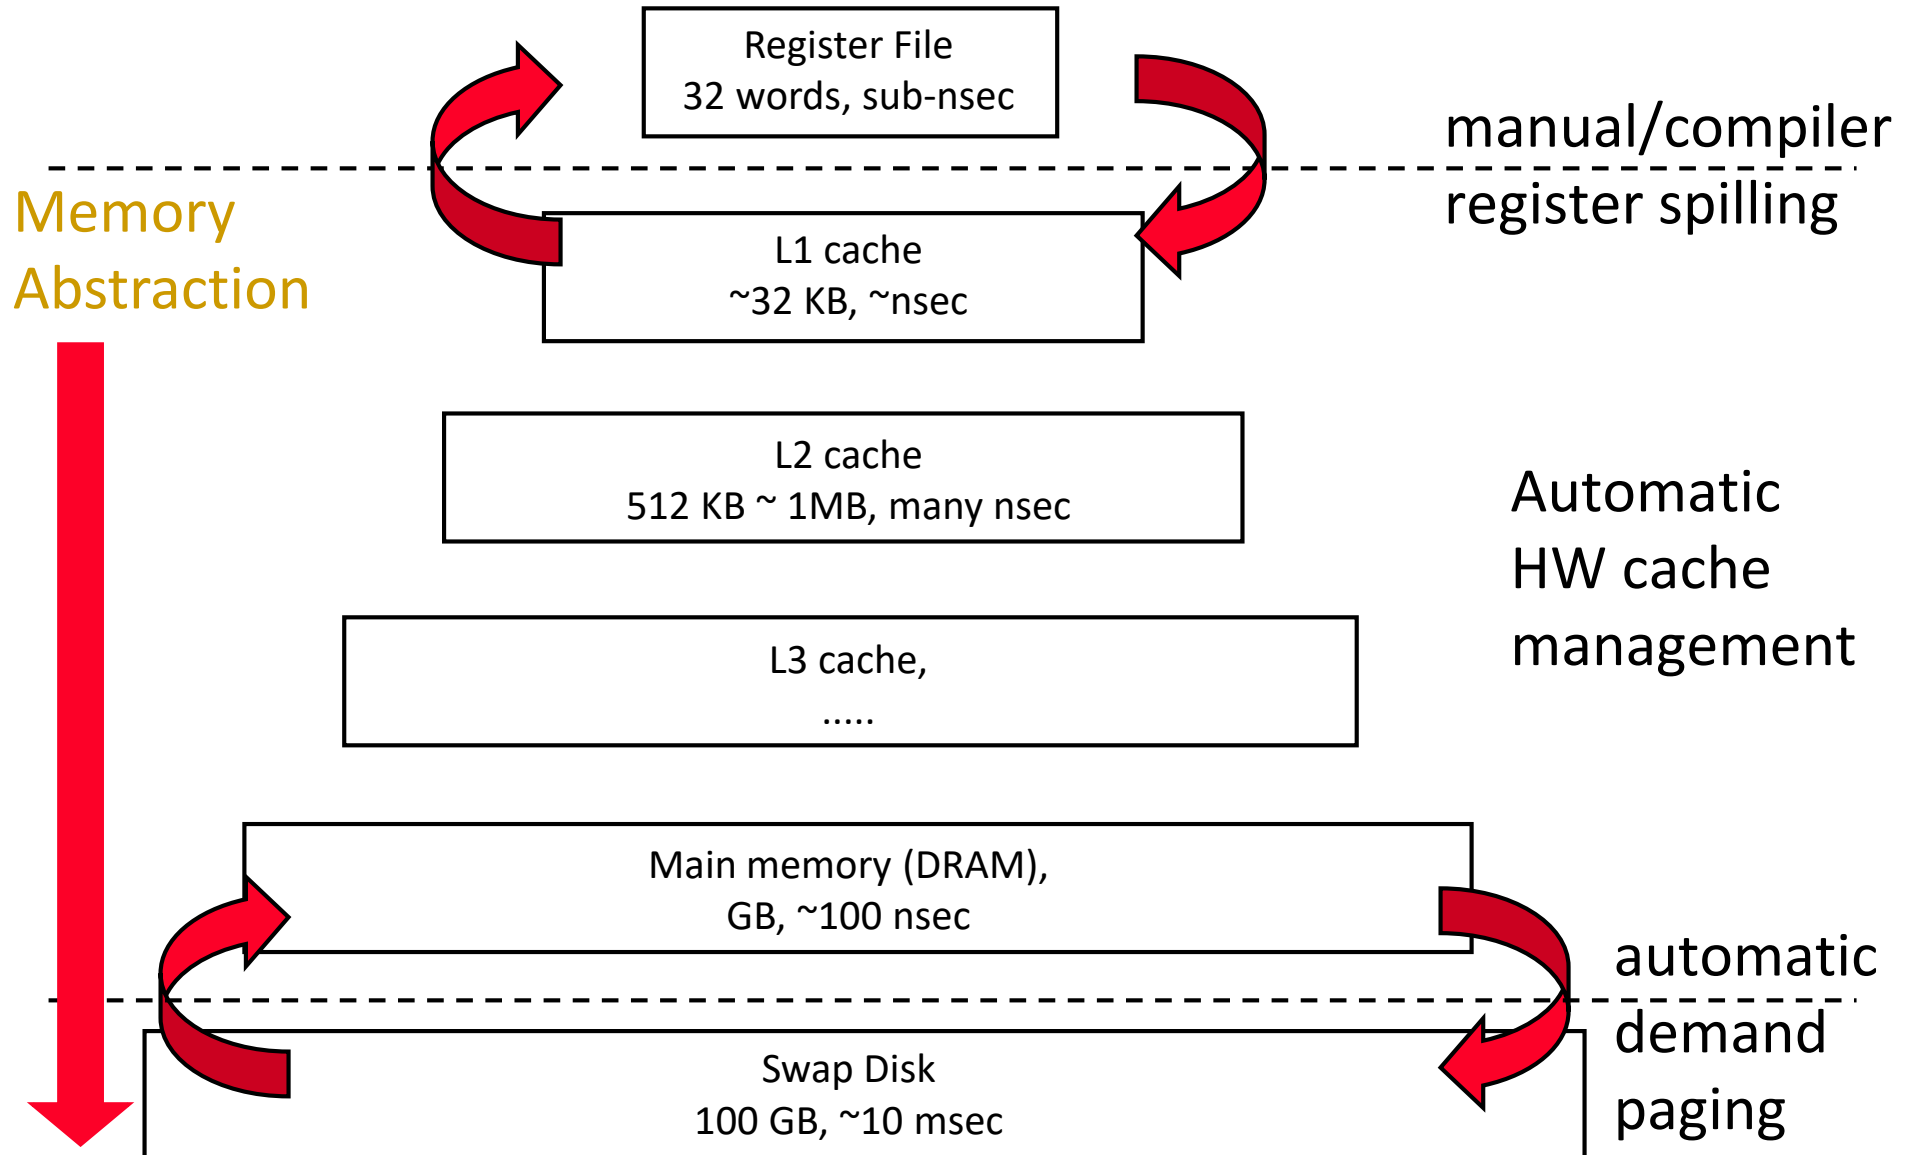 Register File
32 words, sub-nsec
manual/compiler
register spilling
Memory
Abstraction
L1 cache
~32 KB, ~nsec
L2 cache
512 KB ~ 1MB, many nsec
Automatic
HW cache
management
L3 cache,
.....
Main memory (DRAM),
GB, ~100 nsec
automatic
demand
paging
Swap Disk
100 GB, ~10 msec